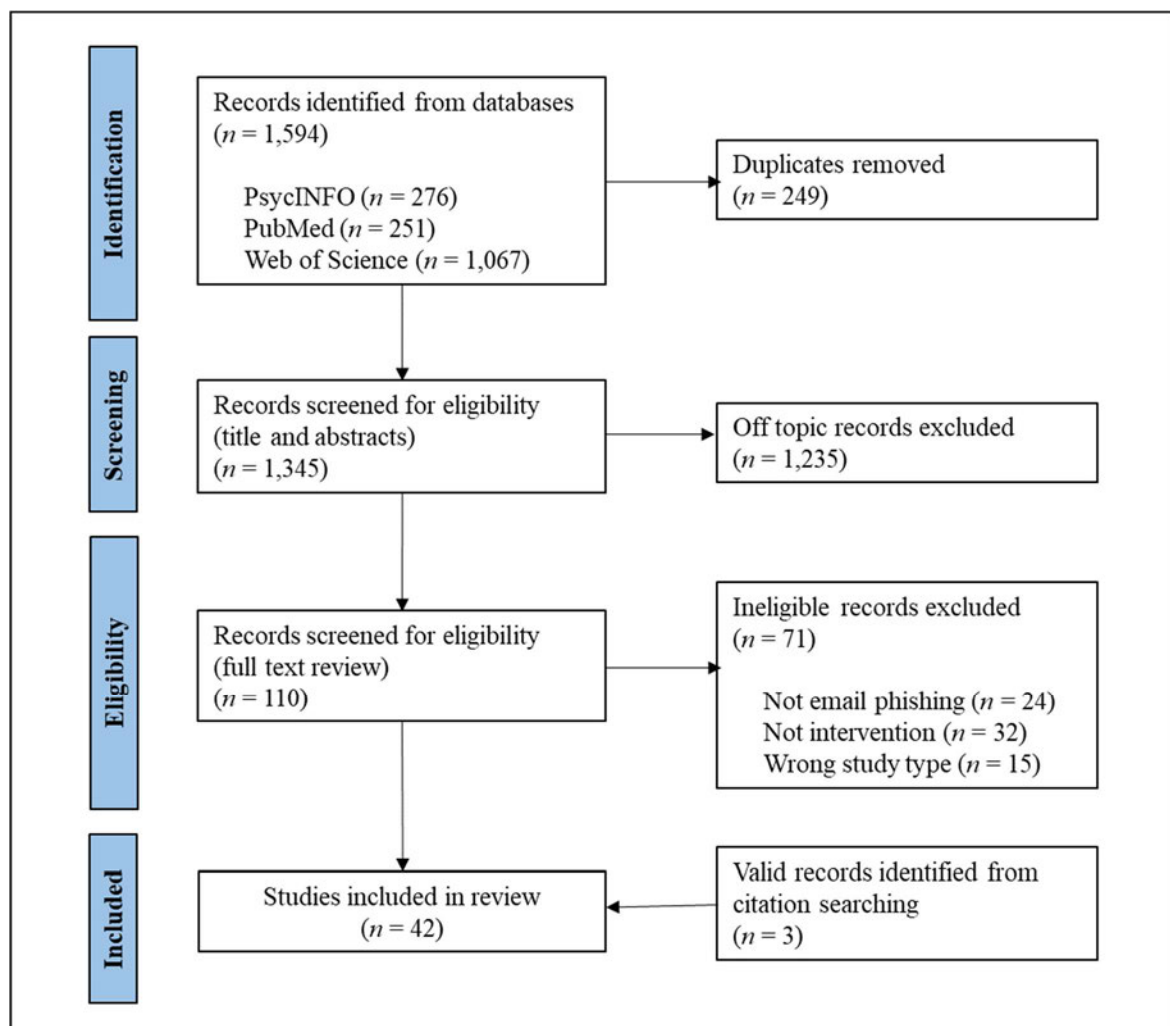 Identification
Records identified from databases
(n = 1,594)
PsycINFO (n = 276)
PubMed (n = 251)
Web of Science (n = 1,067)
Duplicates removed
(n = 249)
Screening
Records screened for eligibility
(title and abstracts)
(n = 1,345)
Off topic records excluded
(n = 1,235)
Eligibility
Records screened for eligibility
(full text review)
(n = 110)
Ineligible records excluded
(n = 71)
Not email phishing (n = 24)
Not intervention (n = 32)
Wrong study type (n = 15)
Included
Studies included in review
(n = 42)
Valid records identified from
citation searching
(n = 3)